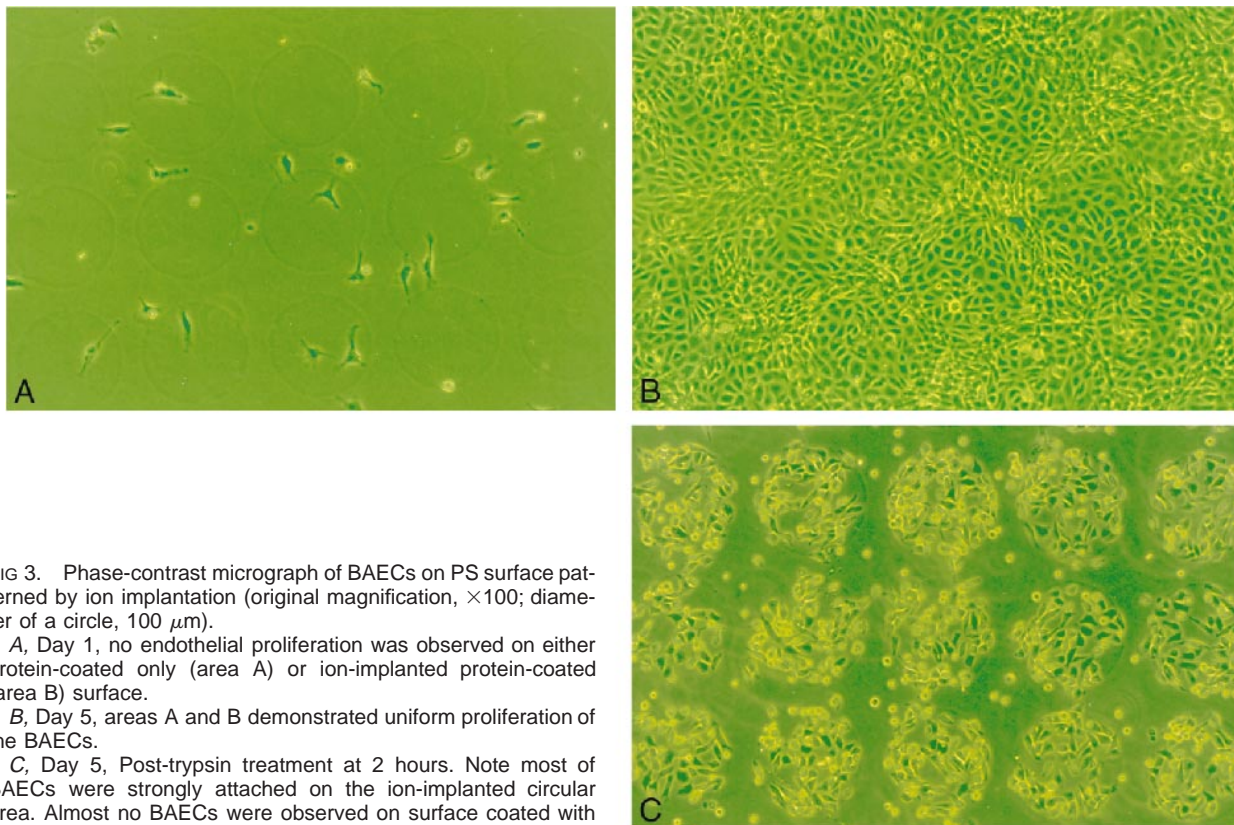 A
B
C
IG 3. Phase-contrast micrograph of BAECs on PS surface pat-
erned by ion implantation (original magnification, ×100; diame-
er of a circle, 100 μm).
A, Day 1, no endothelial proliferation was observed on either
rotein-coated only (area A) or ion-implanted protein-coated
area B) surface.
B, Day 5, areas A and B demonstrated uniform proliferation of
he BAECs.
C, Day 5, Post-trypsin treatment at 2 hours. Note most of
BAECs were strongly attached on the ion-implanted circular
rea. Almost no BAECs were observed on surface coated with